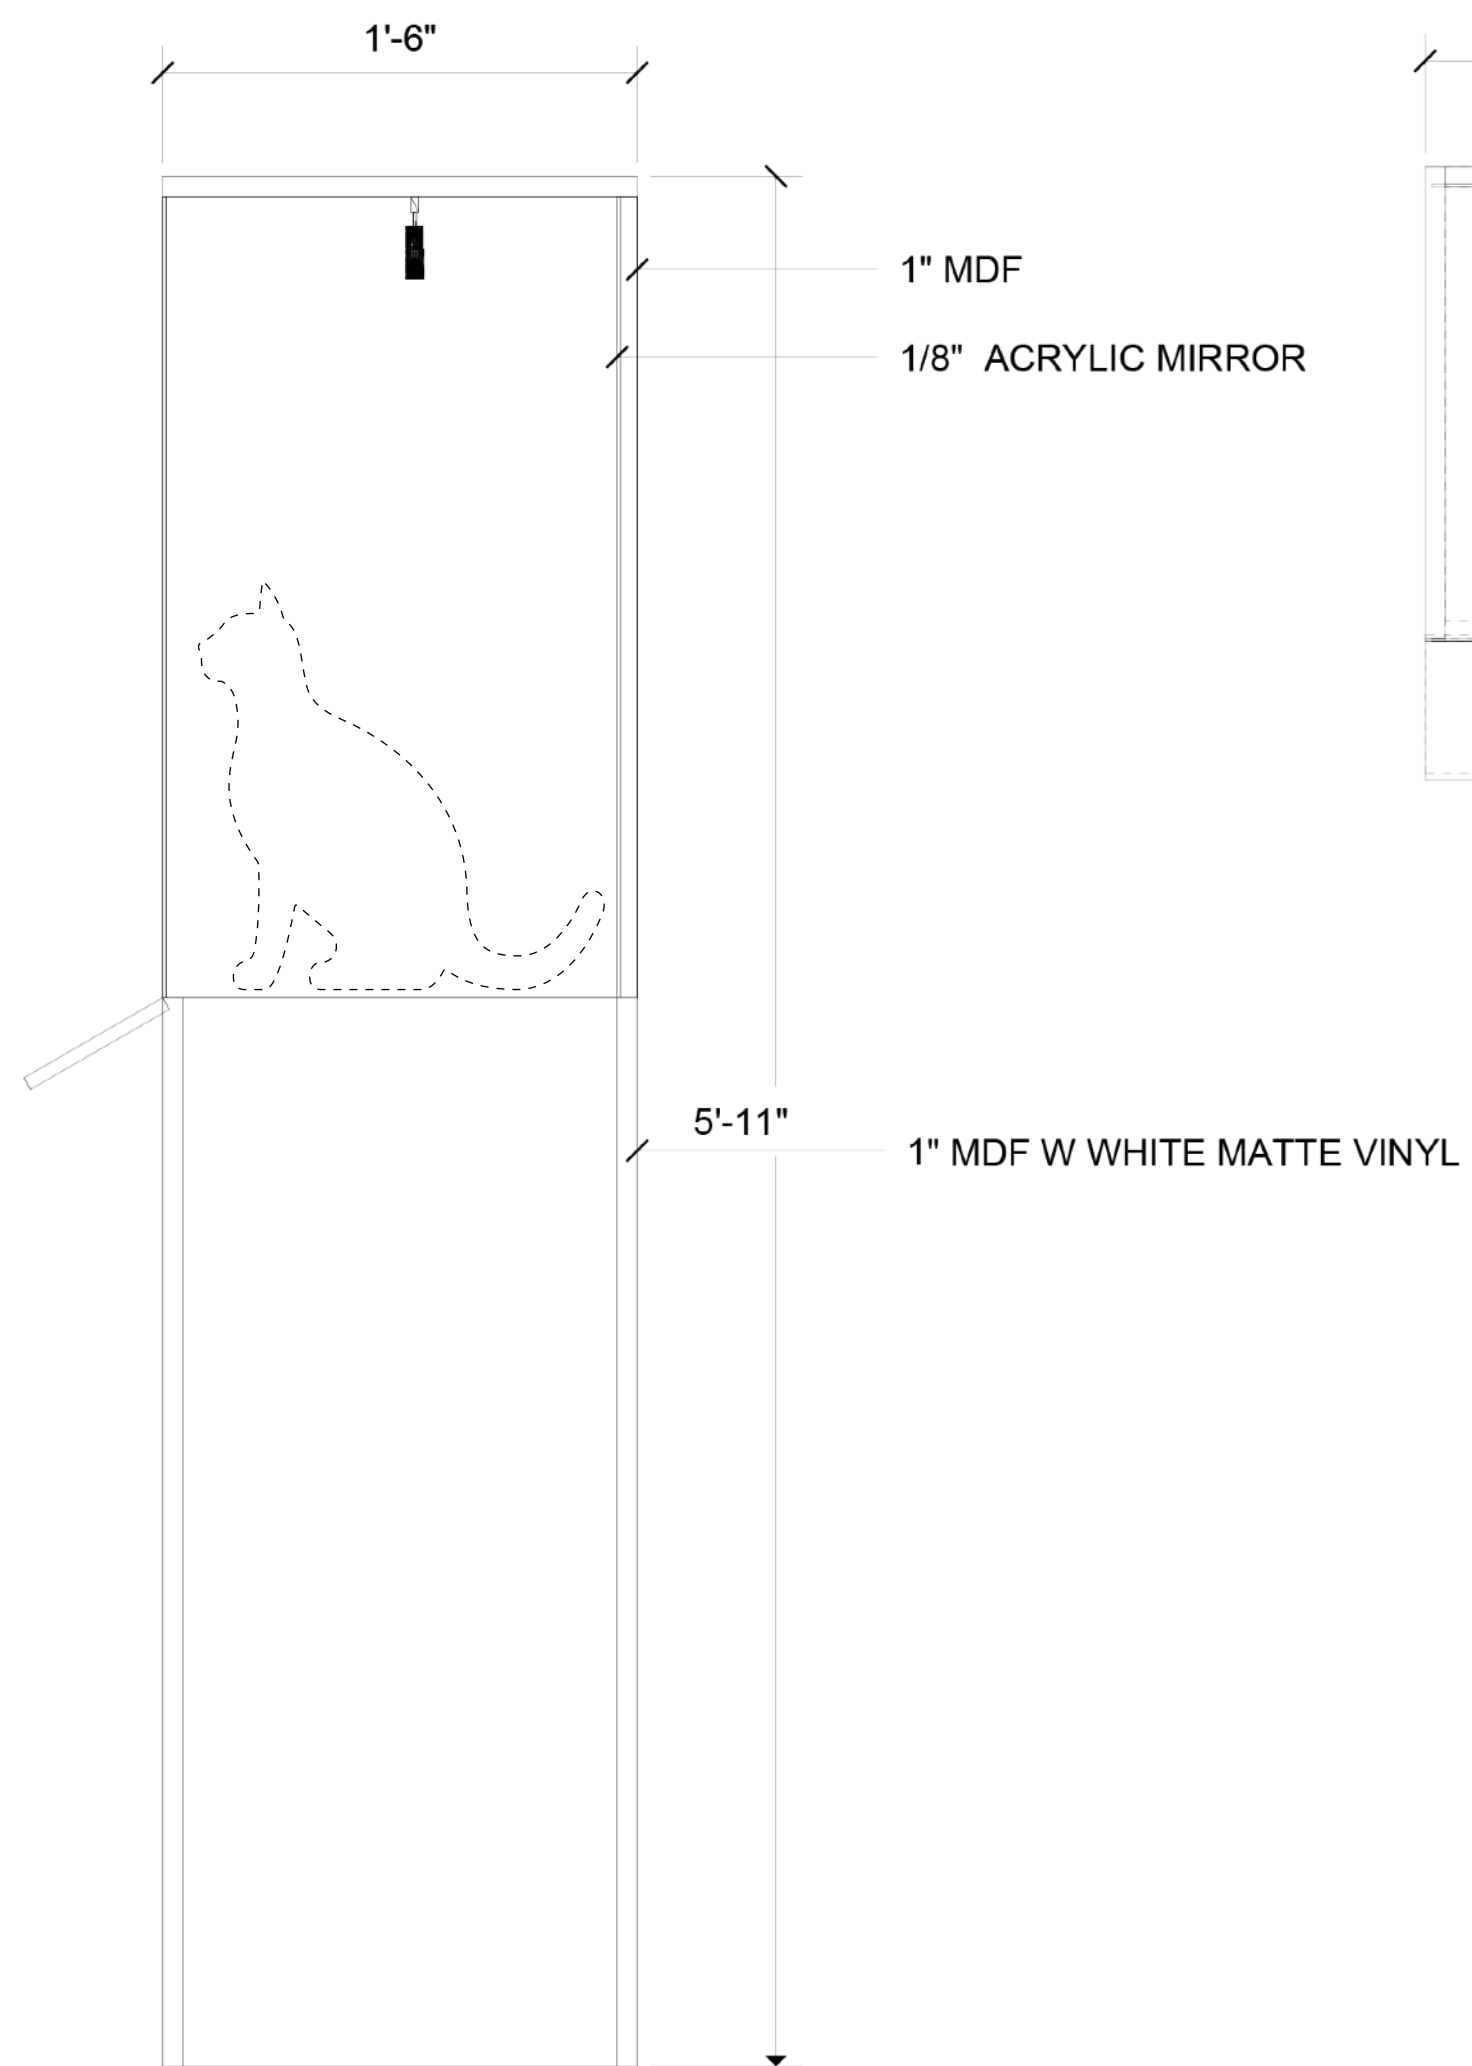 1'-6"
1" MDF
1/8" ACRYLIC MIRROR
5'-11"
1" MDF W WHITE MATTE VINYL